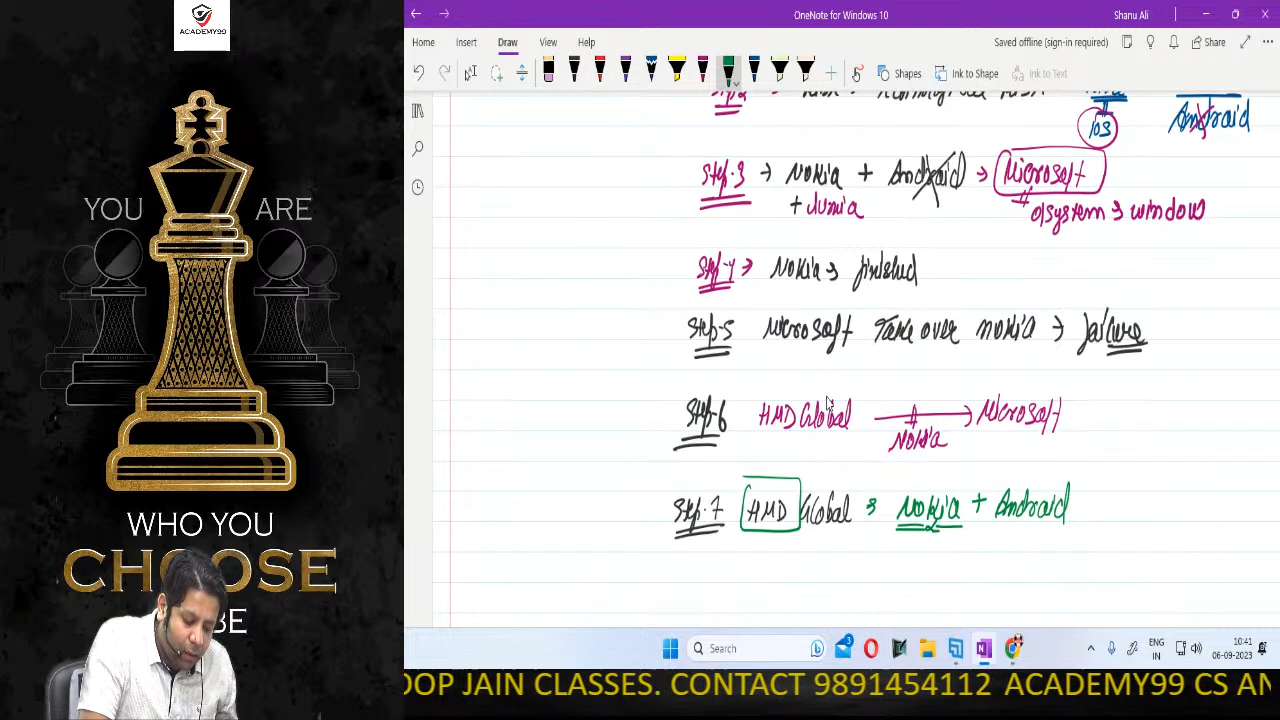 ACADEMY99
YOU ARE
WHO YOU
CHOOSE
BE
OneNote for Windows 10
Shanu Ali
Home Insert Draw View Help
Saved offline (sign-in required)
Share
Shapes
Ink to Shape
Ink to Text
ios
Android
Step-3 → Nokia + Android → Microsoft
+ Lumia
o/system → window
Step-4 → Nokia → finished
Step-5 Microsoft Take over nokia → failure
Step-6 HMD Global → Microsoft
Nokia
Step-7 HMD Global → Nokia + Android
Search
3
ENG
IN
10:41
06-09-2023
OOP JAIN CLASSES. CONTACT 9891454112 ACADEMY99 CS AN